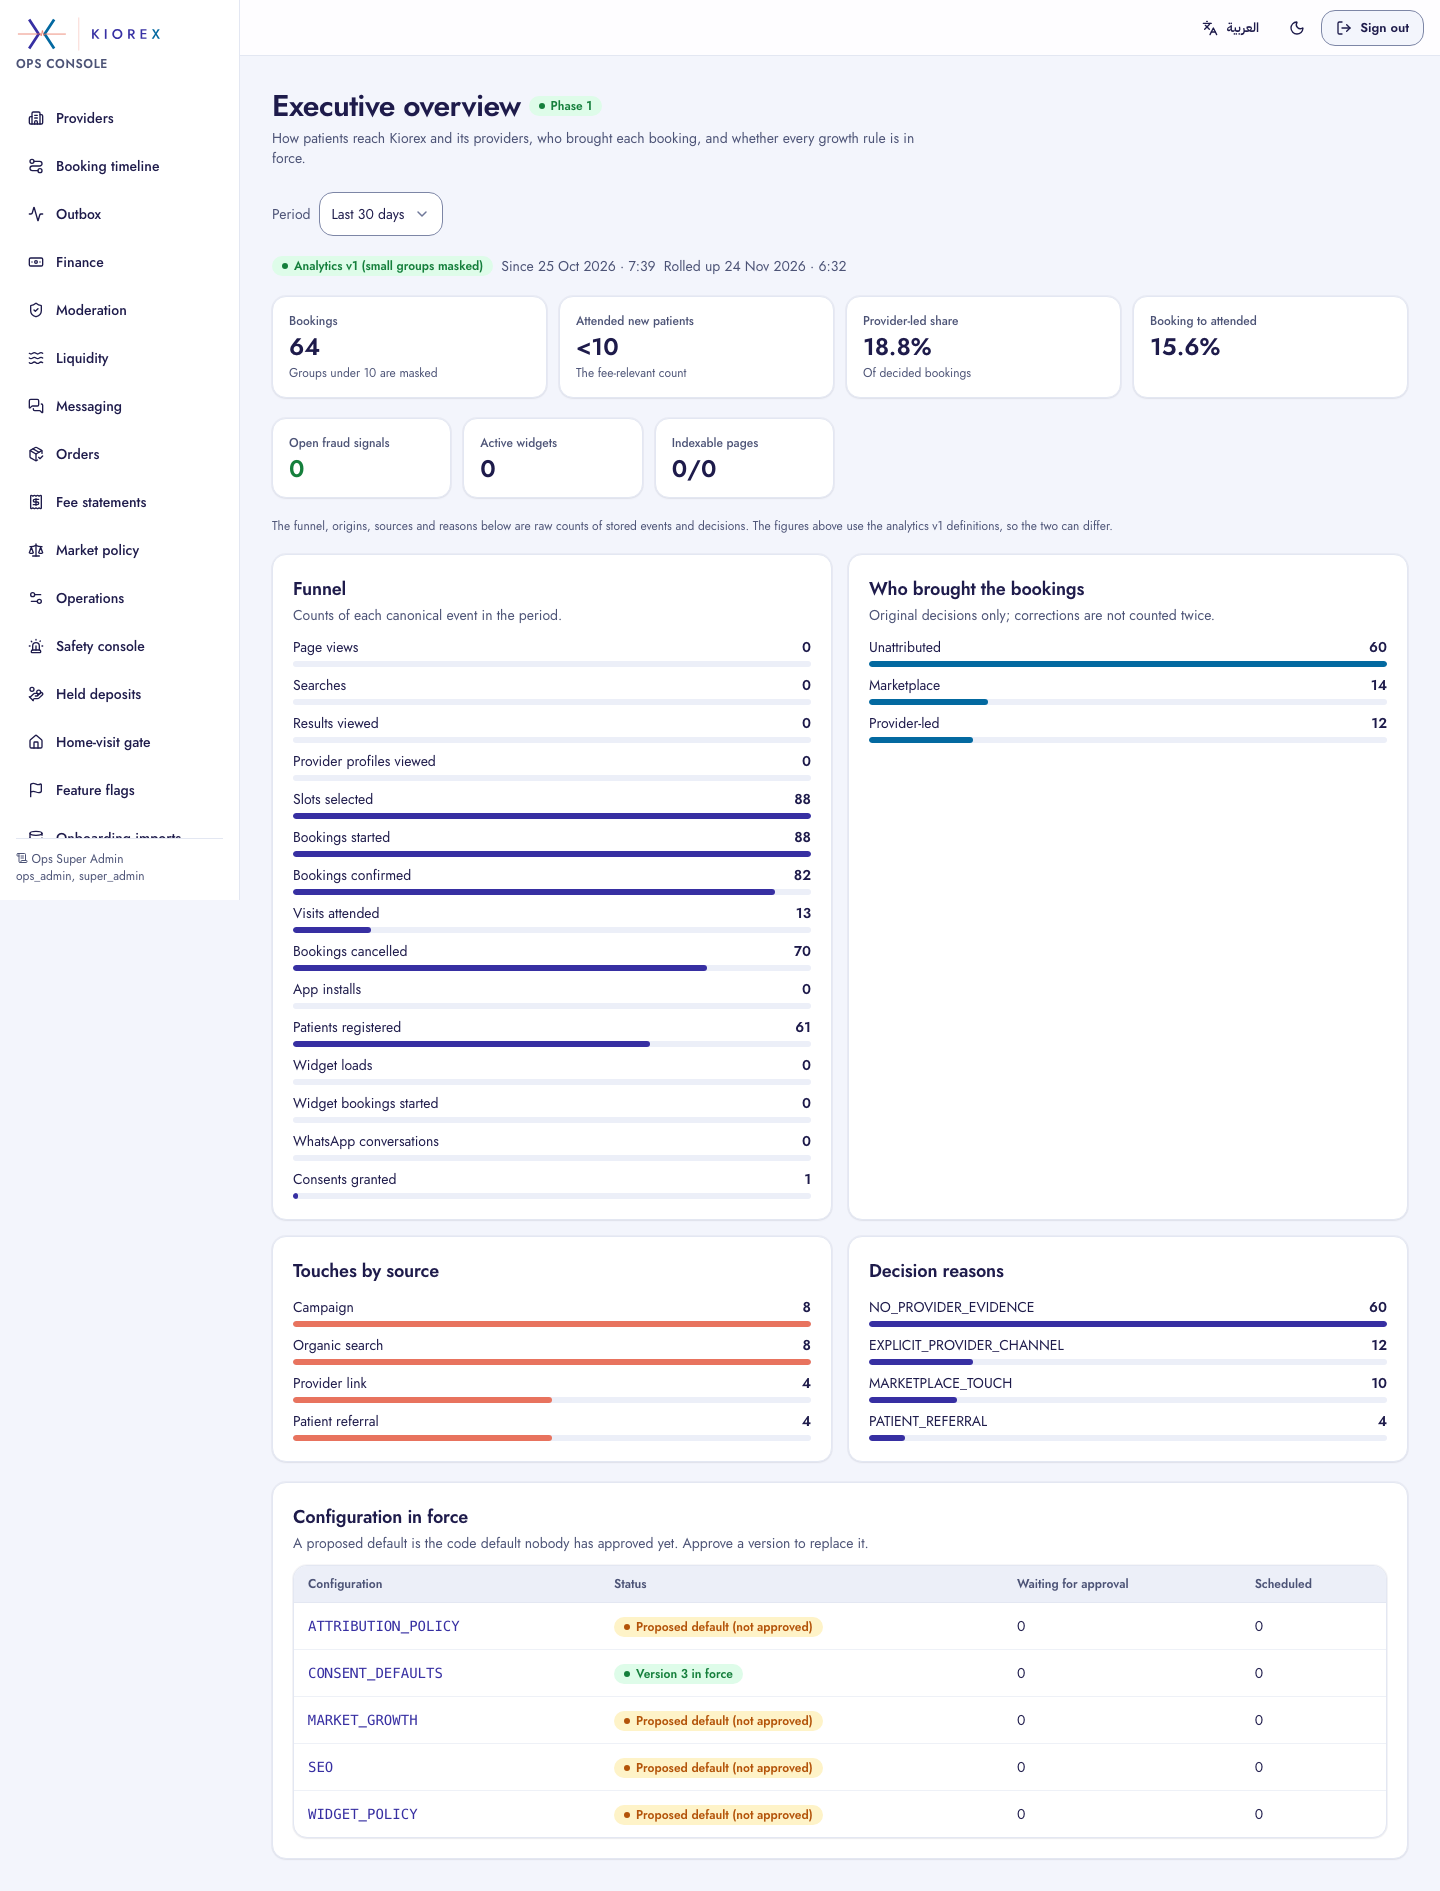 KIOREX
OPS CONSOLE
Providers
Booking timeline
Outbox
Finance
Moderation
Liquidity
Messaging
Orders
Fee statements
Market policy
Operations
Safety console
Held deposits
Home-visit gate
Feature flags
Onboarding imports
Ops Super Admin
ops_admin, super_admin
العربية
Sign out
Executive overview
Phase 1
How patients reach Kiorex and its providers, who brought each booking, and whether every growth rule is in
force.
Period
Last 30 days
Analytics v1 (small groups masked) Since 25 Oct 2026 · 7:39 Rolled up 24 Nov 2026 · 6:32
Bookings
64
Groups under 10 are masked
Attended new patients
<10
The fee-relevant count
Provider-led share
18.8%
Of decided bookings
Booking to attended
15.6%
Open fraud signals
0
Active widgets
0
Indexable pages
0/0
The funnel, origins, sources and reasons below are raw counts of stored events and decisions. The figures above use the analytics v1 definitions, so the two can differ.
Funnel
Counts of each canonical event in the period.
Page views 0
Searches 0
Results viewed 0
Provider profiles viewed 0
Slots selected 88
Bookings started 88
Bookings confirmed 82
Visits attended 13
Bookings cancelled 70
App installs 0
Patients registered 61
Widget loads 0
Widget bookings started 0
WhatsApp conversations 0
Consents granted 1
Who brought the bookings
Original decisions only; corrections are not counted twice.
Unattributed 60
Marketplace 14
Provider-led 12
Touches by source
Campaign 8
Organic search 8
Provider link 4
Patient referral 4
Decision reasons
NO_PROVIDER_EVIDENCE 60
EXPLICIT_PROVIDER_CHANNEL 12
MARKETPLACE_TOUCH 10
PATIENT_REFERRAL 4
Configuration in force
A proposed default is the code default nobody has approved yet. Approve a version to replace it.
Configuration Status Waiting for approval Scheduled
ATTRIBUTION_POLICY Proposed default (not approved) 0 0
CONSENT_DEFAULTS Version 3 in force 0 0
MARKET_GROWTH Proposed default (not approved) 0 0
SEO Proposed default (not approved) 0 0
WIDGET_POLICY Proposed default (not approved) 0 0